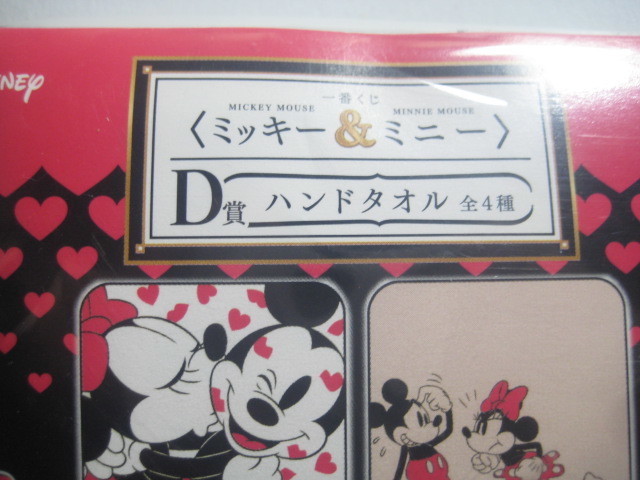 DISNEY
一番くじ
MICKEY MOUSE MINNIE MOUSE
〈ミッキー&ミニー〉
D賞 ハンドタオル 全4種